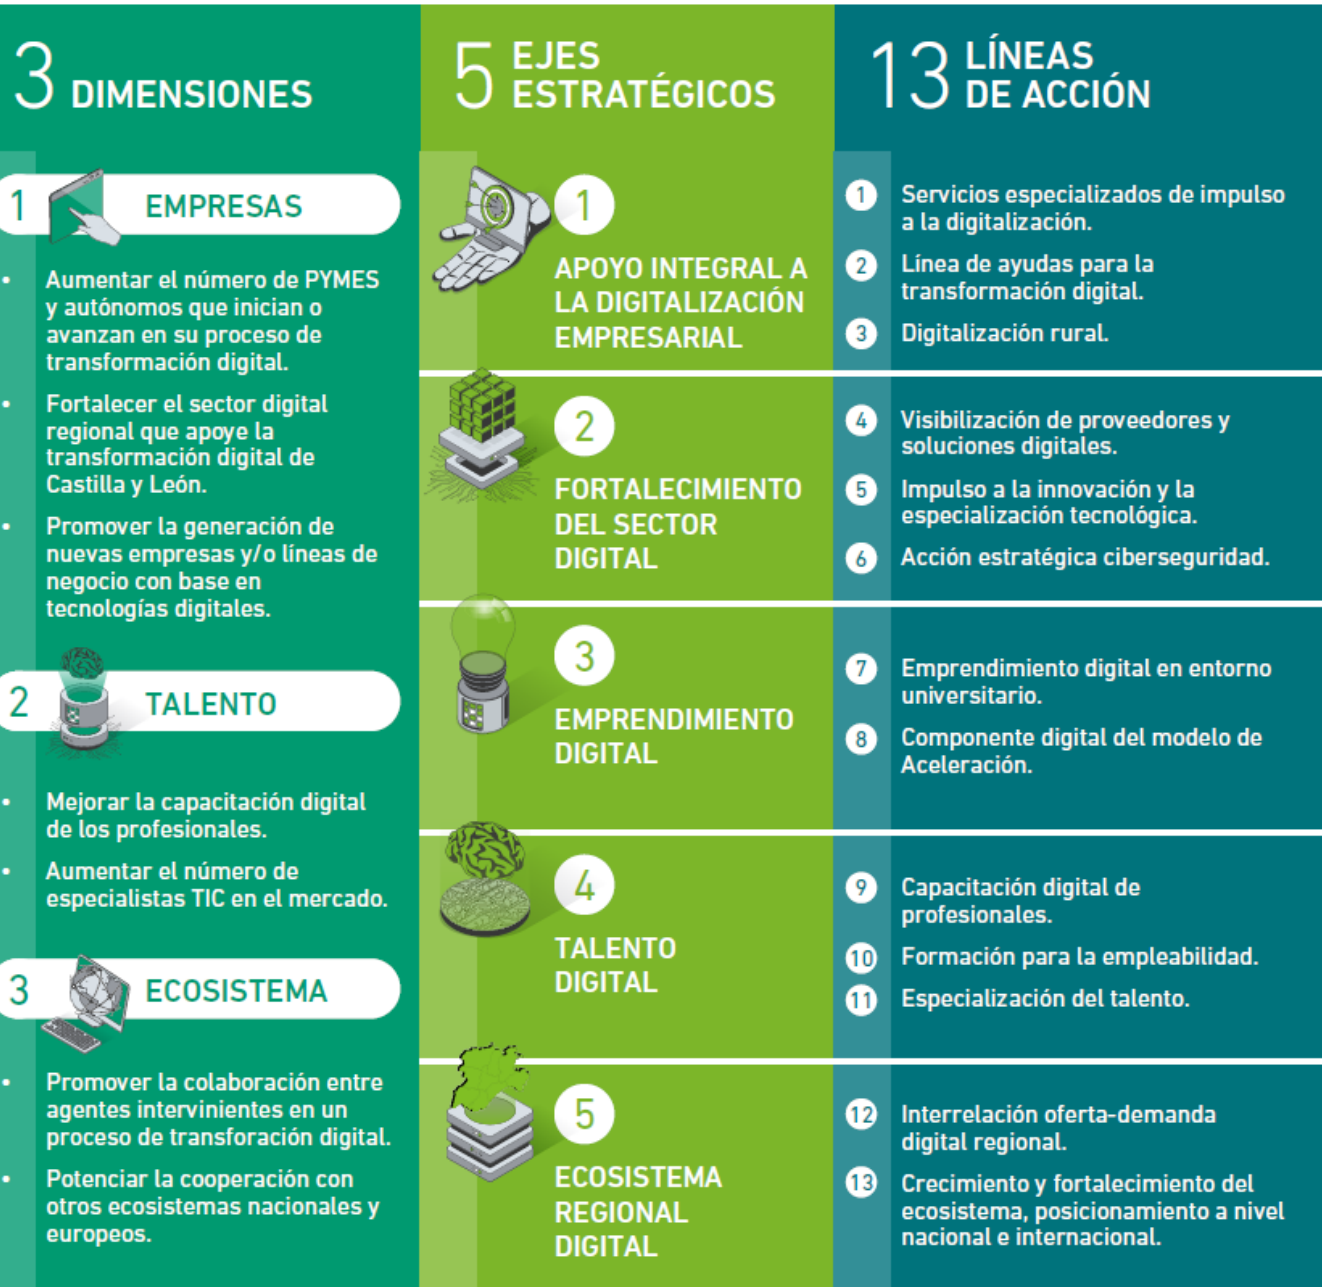 3 DIMENSIONES
1 EMPRESAS
• Aumentar el número de PYMES
y autónomos que inician o
avanzan en su proceso de
transformación digital.
• Fortalecer el sector digital
regional que apoye la
transformación digital de
Castilla y León.
• Promover la generación de
nuevas empresas y/o líneas de
negocio con base en
tecnologías digitales.
2 TALENTO
• Mejorar la capacitación digital
de los profesionales.
• Aumentar el número de
especialistas TIC en el mercado.
3 ECOSISTEMA
• Promover la colaboración entre
agentes intervinientes en un
proceso de transforación digital.
• Potenciar la cooperación con
otros ecosistemas nacionales y
europeos.
5 EJES
ESTRATÉGICOS
1
APOYO INTEGRAL A
LA DIGITALIZACIÓN
EMPRESARIAL
2
FORTALECIMIENTO
DEL SECTOR
DIGITAL
3
EMPRENDIMIENTO
DIGITAL
4
TALENTO
DIGITAL
5
ECOSISTEMA
REGIONAL
DIGITAL
13 LÍNEAS
DE ACCIÓN
1 Servicios especializados de impulso
a la digitalización.
2 Línea de ayudas para la
transformación digital.
3 Digitalización rural.
4 Visibilización de proveedores y
soluciones digitales.
5 Impulso a la innovación y la
especialización tecnológica.
6 Acción estratégica ciberseguridad.
7 Emprendimiento digital en entorno
universitario.
8 Componente digital del modelo de
Aceleración.
9 Capacitación digital de
profesionales.
10 Formación para la empleabilidad.
11 Especialización del talento.
12 Interrelación oferta-demanda
digital regional.
13 Crecimiento y fortalecimiento del
ecosistema, posicionamiento a nivel
nacional e internacional.